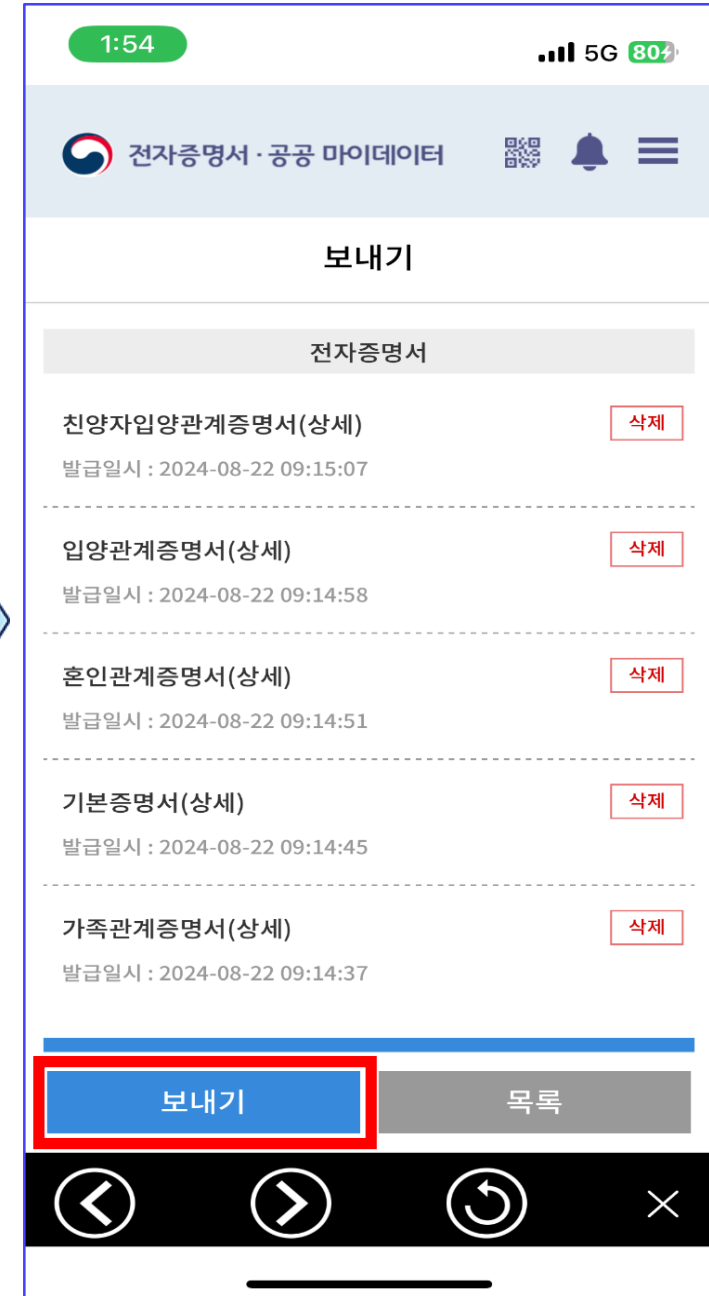 1:54
5G 80
전자증명서·공공 마이데이터
보내기
전자증명서
친양자입양관계증명서(상세)
삭제
발급일시 : 2024-08-22 09:15:07
입양관계증명서(상세)
삭제
발급일시 : 2024-08-22 09:14:58
혼인관계증명서(상세)
삭제
발급일시 : 2024-08-22 09:14:51
기본증명서(상세)
삭제
발급일시 : 2024-08-22 09:14:45
가족관계증명서(상세)
삭제
발급일시 : 2024-08-22 09:14:37
보내기
목록